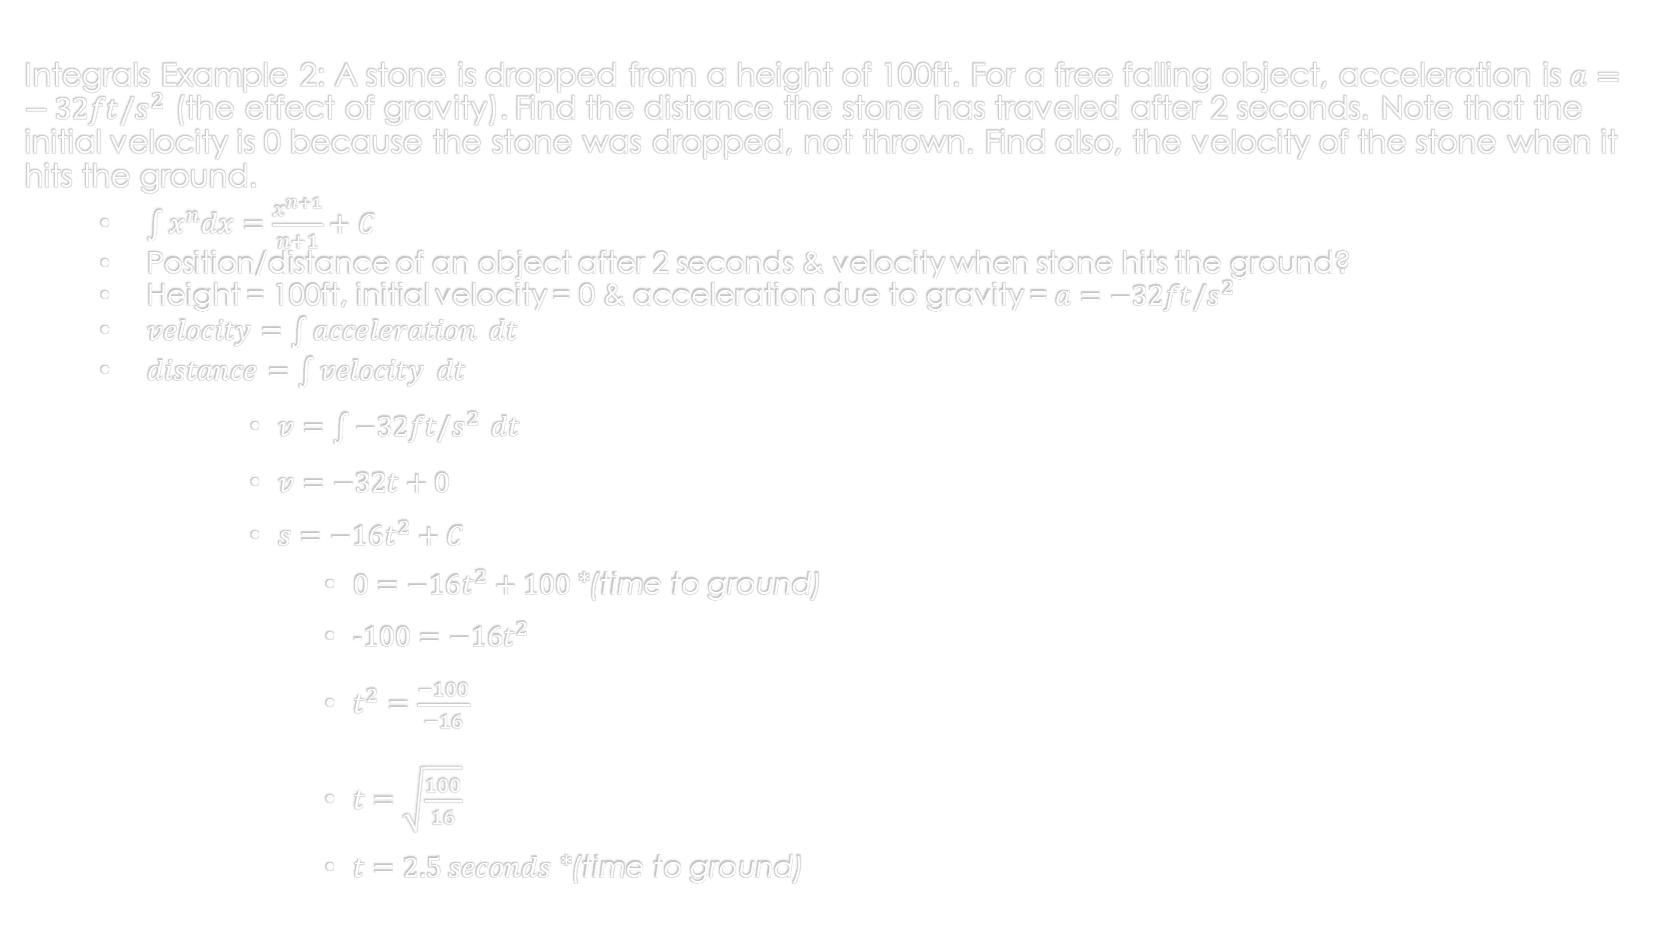 Integrals Example 2: A stone is dropped from a height of 100ft. For a free falling object, acceleration is a =
− 32ft/s² (the effect of gravity). Find the distance the stone has traveled after 2 seconds. Note that the
initial velocity is 0 because the stone was dropped, not thrown. Find also, the velocity of the stone when it
hits the ground.
• ∫ xⁿdx = xⁿ⁺¹/n+1 + C
• Position/distance of an object after 2 seconds & velocity when stone hits the ground?
• Height = 100ft, initial velocity = 0 & acceleration due to gravity = a = −32ft/s²
• velocity = ∫ acceleration dt
• distance = ∫ velocity dt
• v = ∫ −32ft/s² dt
• v = −32t + 0
• s = −16t² + C
• 0 = −16t² + 100 *(time to ground)
• -100 = −16t²
• t² = −100/−16
• t = √100/16
• t = 2.5 seconds *(time to ground)